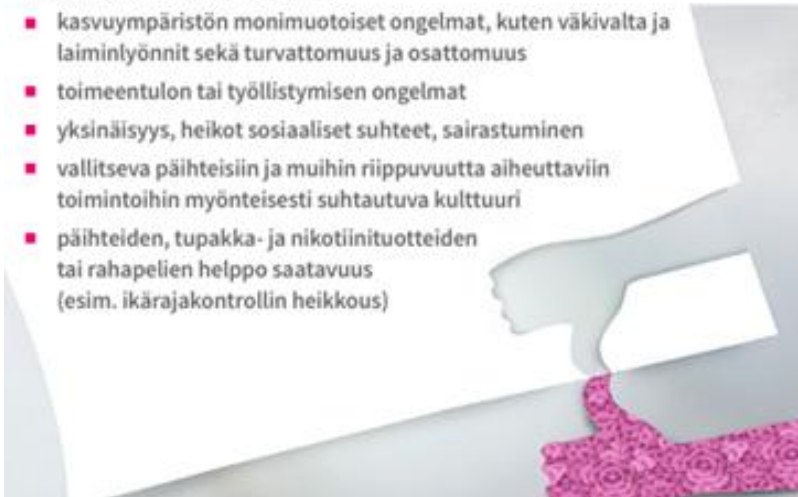 ▪ kasvuympäristön monimuotoiset ongelmat, kuten väkivalta ja
laiminlyönnit sekä turvattomuus ja osattomuus
▪ toimeentulon tai työllistymisen ongelmat
▪ yksinäisyys, heikot sosiaaliset suhteet, sairastuminen
▪ vallitseva päihteisiin ja muihin riippuvuutta aiheuttaviin
toimintoihin myönteisesti suhtautuva kulttuuri
▪ päihteiden, tupakka- ja nikotiinituotteiden
tai rahapelien helppo saatavuus
(esim. ikärajakontrollin heikkous)